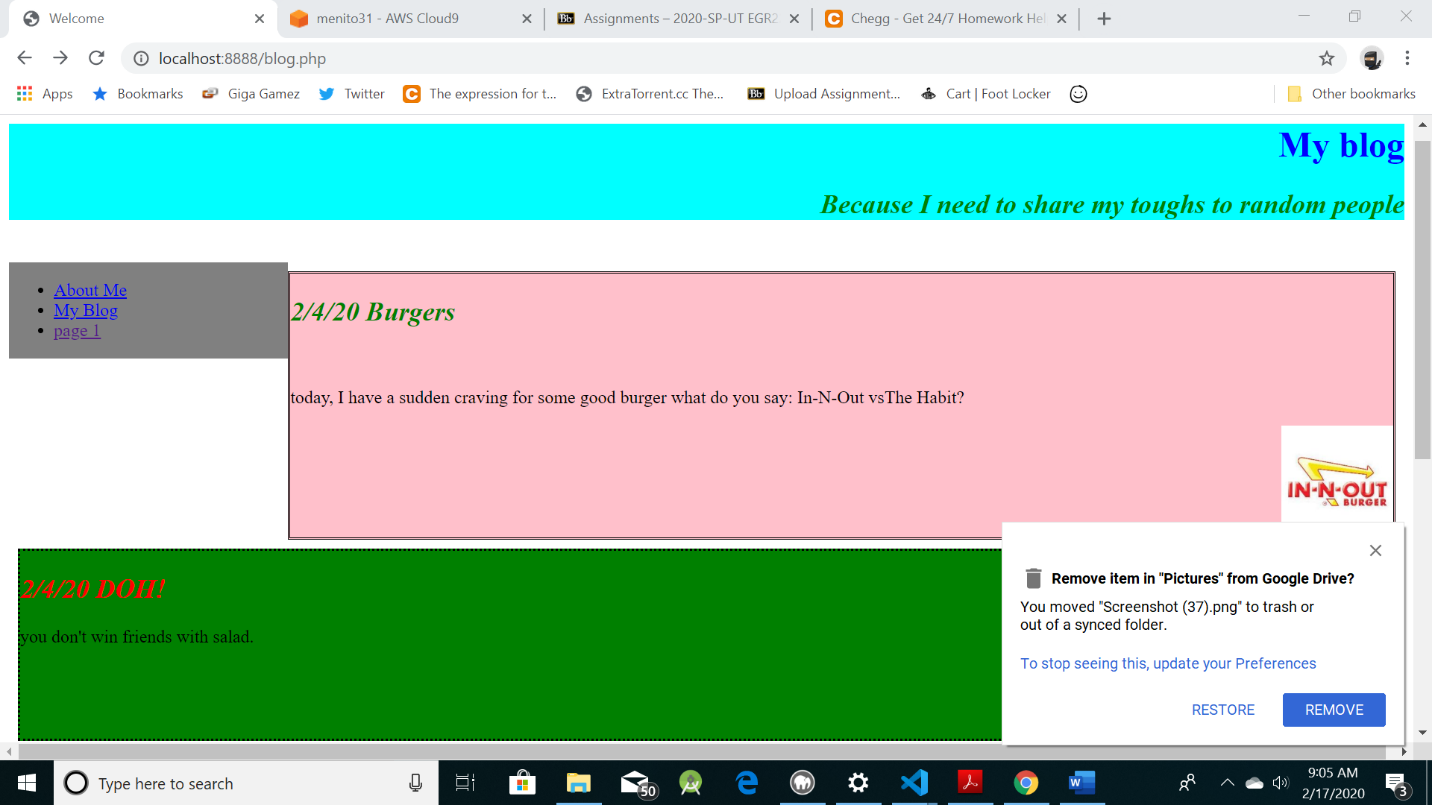 Welcome
menito31 - AWS Cloud9
Bb Assignments – 2020-SP-UT EGR2
C Chegg - Get 24/7 Homework Hel
localhost:8888/blog.php
Apps Bookmarks Giga Gamez Twitter C The expression for t... ExtraTorrent.cc The... Bb Upload Assignment... Cart | Foot Locker Other bookmarks
My blog
Because I need to share my toughs to random people
About Me
My Blog
page 1
2/4/20 Burgers
today, I have a sudden craving for some good burger what do you say: In-N-Out vsThe Habit?
IN-N-OUT
BURGER
2/4/20 DOH!
you don't win friends with salad.
Remove item in "Pictures" from Google Drive?
You moved "Screenshot (37).png" to trash or
out of a synced folder.
To stop seeing this, update your Preferences
RESTORE REMOVE
Type here to search
50
9:05 AM
2/17/2020
3